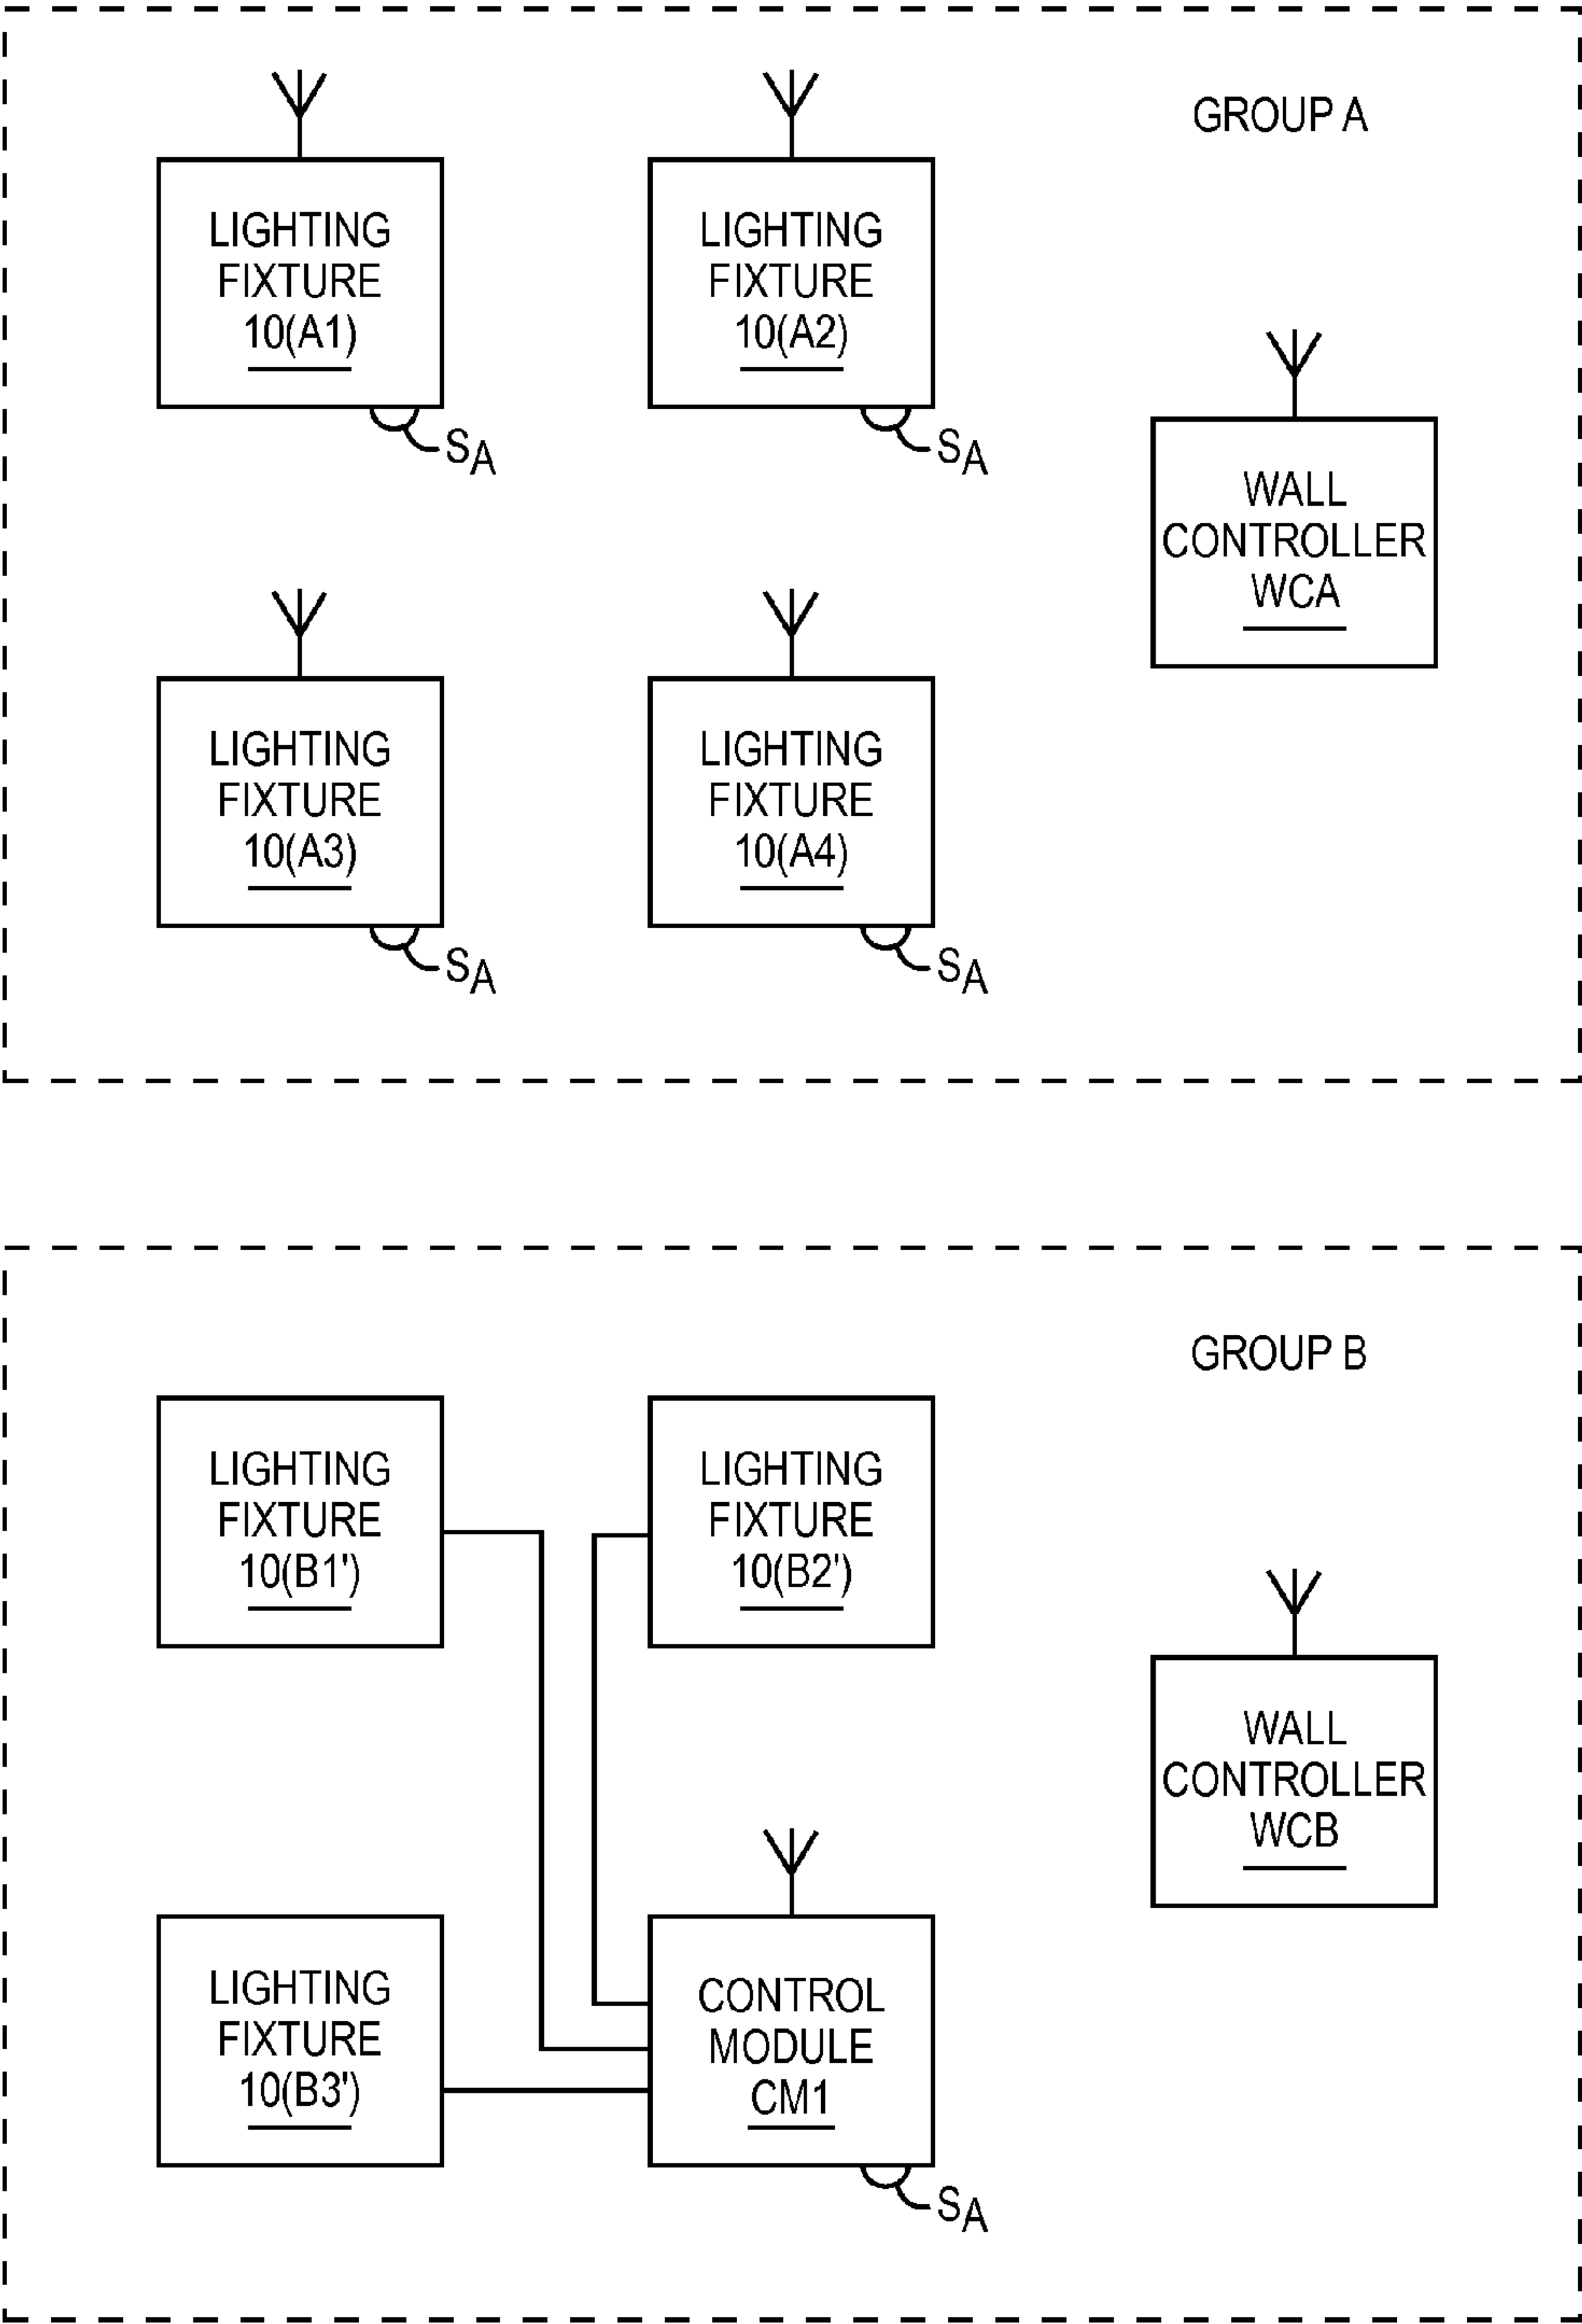 GROUP A
LIGHTING
FIXTURE
10(A1)
SA
LIGHTING
FIXTURE
10(A2)
SA
WALL
CONTROLLER
WCA
LIGHTING
FIXTURE
10(A3)
SA
LIGHTING
FIXTURE
10(A4)
SA
GROUP B
LIGHTING
FIXTURE
10(B1')
LIGHTING
FIXTURE
10(B2')
WALL
CONTROLLER
WCB
LIGHTING
FIXTURE
10(B3')
CONTROL
MODULE
CM1
SA